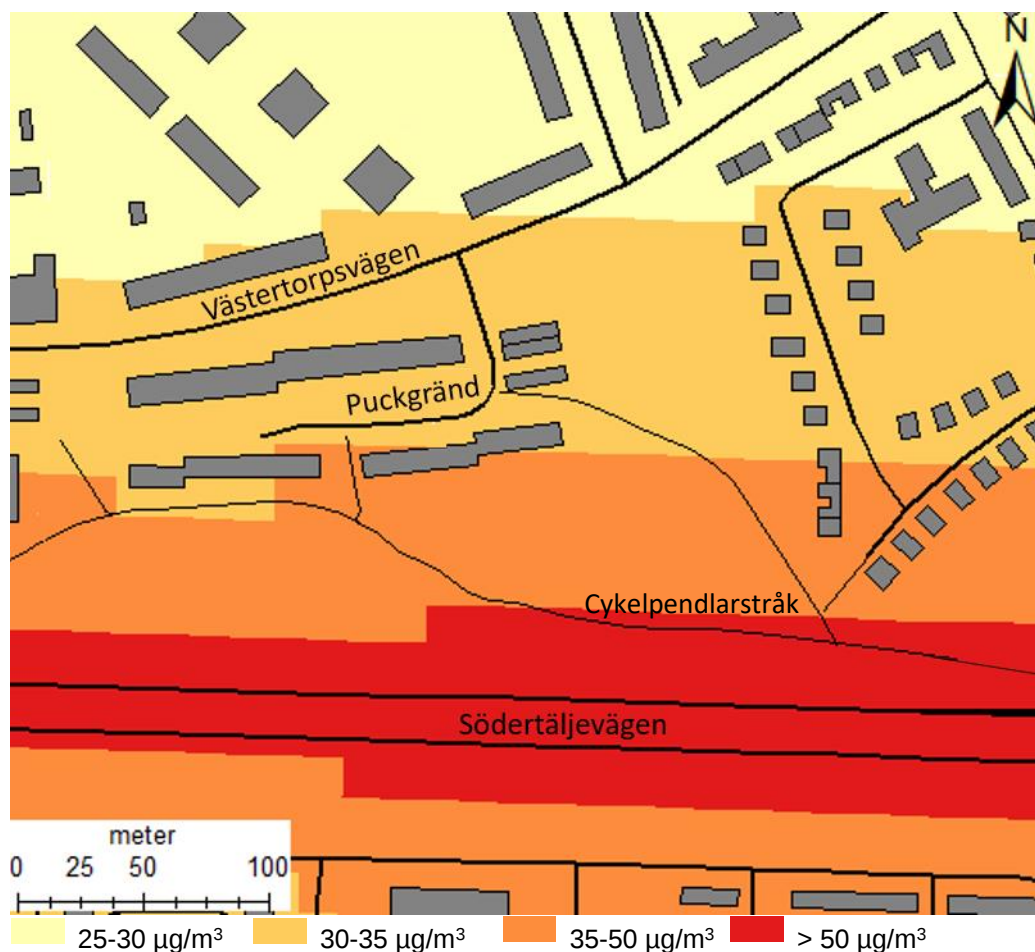 N
Västertorpsvägen
Puckgränd
Cykelpendlarstråk
Södertäljevägen
meter
0 25 50 100
25-30 µg/m³ 30-35 µg/m³ 35-50 µg/m³ > 50 µg/m³